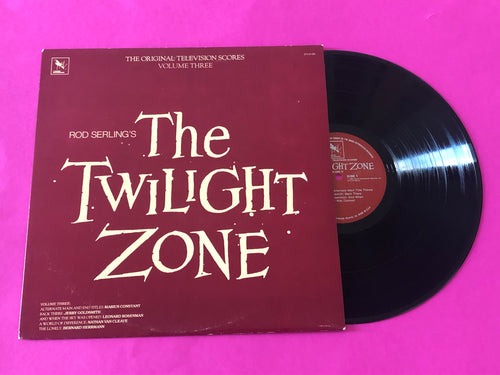 THE ORIGINAL TELEVISION SCORES
VOLUME THREE
ROD SERLING'S
The
TWILIGHT
ZONE
VOLUME THREE:
ALTERNATE MAIN AND END TITLES: MARIUS CONSTANT
BACK THERE: JERRY GOLDSMITH
AND WHEN THE SKY WAS OPENED: LEONARD ROSENMAN
A WORLD OF DIFFERENCE: NATHAN VAN CLEAVE
THE LONELY: BERNARD HERRMANN
LIGHT ZONE